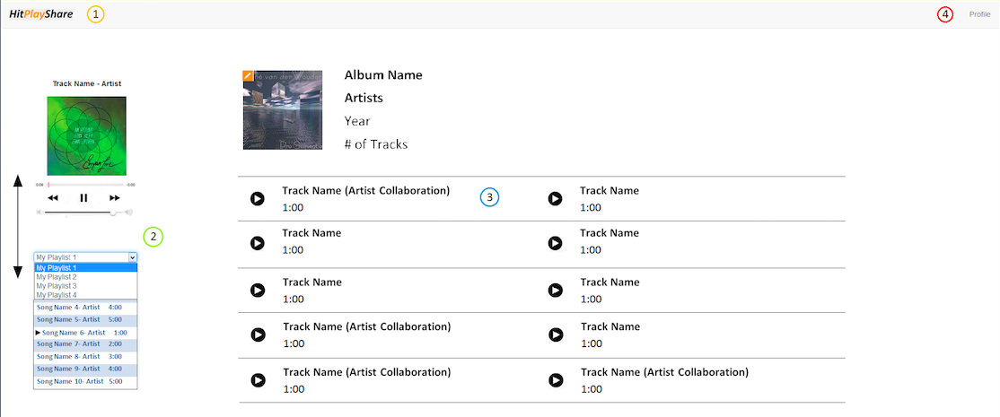 HitPlayShare
1
4
Profile
Track Name - Artist
2
My Playlist 1
My Playlist 1
My Playlist 2
My Playlist 3
My Playlist 4
Song Name 4- Artist 4:00
Song Name 5- Artist 5:00
Song Name 6- Artist 1:00
Song Name 7- Artist 2:00
Song Name 8- Artist 3:00
Song Name 9- Artist 4:00
Song Name 10- Artist 5:00
Album Name
Artists
Year
# of Tracks
Track Name (Artist Collaboration)
1:00
3
Track Name
1:00
Track Name
1:00
Track Name
1:00
Track Name
1:00
Track Name
1:00
Track Name (Artist Collaboration)
1:00
Track Name
1:00
Track Name (Artist Collaboration)
1:00
Track Name (Artist Collaboration)
1:00